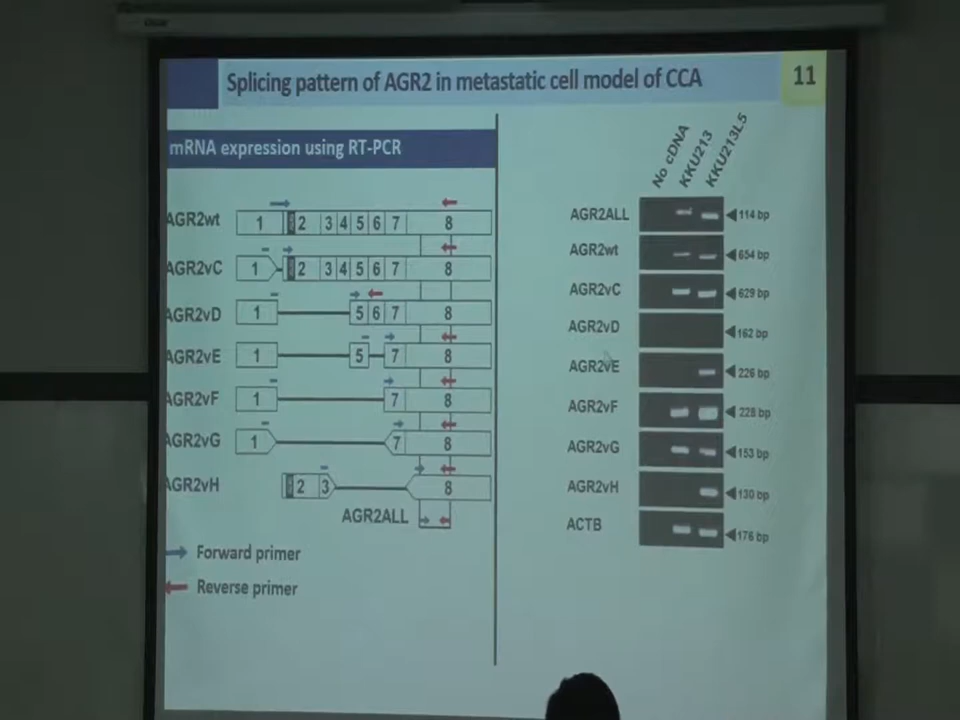 Splicing pattern of AGR2 in metastatic cell model of CCA
11
mRNA expression using RT-PCR
AGR2wt 1 2 3 4 5 6 7 8
AGR2vC 1 2 3 4 5 6 7 8
AGR2vD 1 5 6 7 8
AGR2vE 1 5 7 8
AGR2vF 1 7 8
AGR2vG 1 7 8
AGR2vH 2 3 8
AGR2ALL
Forward primer
Reverse primer
No cDNA KKU213 KKU213L5
AGR2ALL 114 bp
AGR2wt 654 bp
AGR2vC 629 bp
AGR2vD 162 bp
AGR2vE 226 bp
AGR2vF 228 bp
AGR2vG 153 bp
AGR2vH 130 bp
ACTB 176 bp